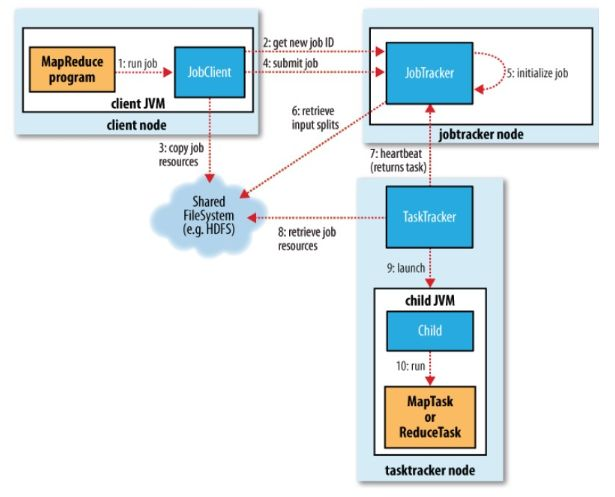 MapReduce
program
1: run job
JobClient
client JVM
client node
2: get new job ID
4: submit job
JobTracker
5: initialize job
jobtracker node
3: copy job
resources
6: retrieve
input splits
7: heartbeat
(returns task)
Shared
FileSystem
(e.g. HDFS)
8: retrieve job
resources
TaskTracker
9: launch
child JVM
Child
10: run
MapTask
or
ReduceTask
tasktracker node